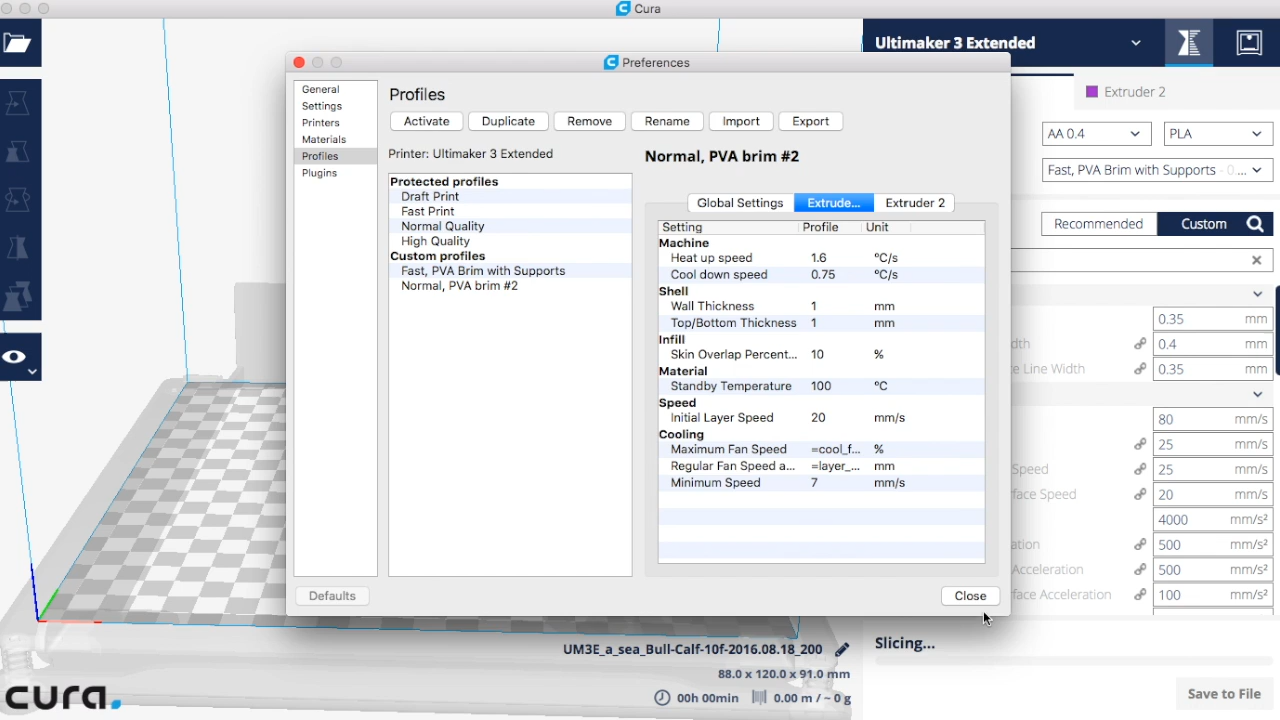 Cura
Ultimaker 3 Extended
Preferences
General
Settings
Printers
Materials
Profiles
Plugins
Profiles
Activate
Duplicate
Remove
Rename
Import
Export
Printer: Ultimaker 3 Extended
Normal, PVA brim #2
Protected profiles
Draft Print
Fast Print
Normal Quality
High Quality
Custom profiles
Fast, PVA Brim with Supports
Normal, PVA brim #2
Global Settings
Extrude...
Extruder 2
Setting Profile Unit
Machine
Heat up speed 1.6 °C/s
Cool down speed 0.75 °C/s
Shell
Wall Thickness 1 mm
Top/Bottom Thickness 1 mm
Infill
Skin Overlap Percent... 10 %
Material
Standby Temperature 100 °C
Speed
Initial Layer Speed 20 mm/s
Cooling
Maximum Fan Speed =cool_f... %
Regular Fan Speed a... =layer_... mm
Minimum Speed 7 mm/s
Defaults
Close
Extruder 2
AA 0.4
PLA
Fast, PVA Brim with Supports - 0 ...
Recommended
Custom
0.35 mm
dth 0.4 mm
e Line Width 0.35 mm
80 mm/s
25 mm/s
Speed 25 mm/s
face Speed 20 mm/s
4000 mm/s²
ation 500 mm/s²
Acceleration 500 mm/s²
face Acceleration 100 mm/s²
UM3E_a_sea_Bull-Calf-10f-2016.08.18_200
88.0 x 120.0 x 91.0 mm
00h 00min 0.00 m / ~ 0 g
Slicing...
Save to File
cura.